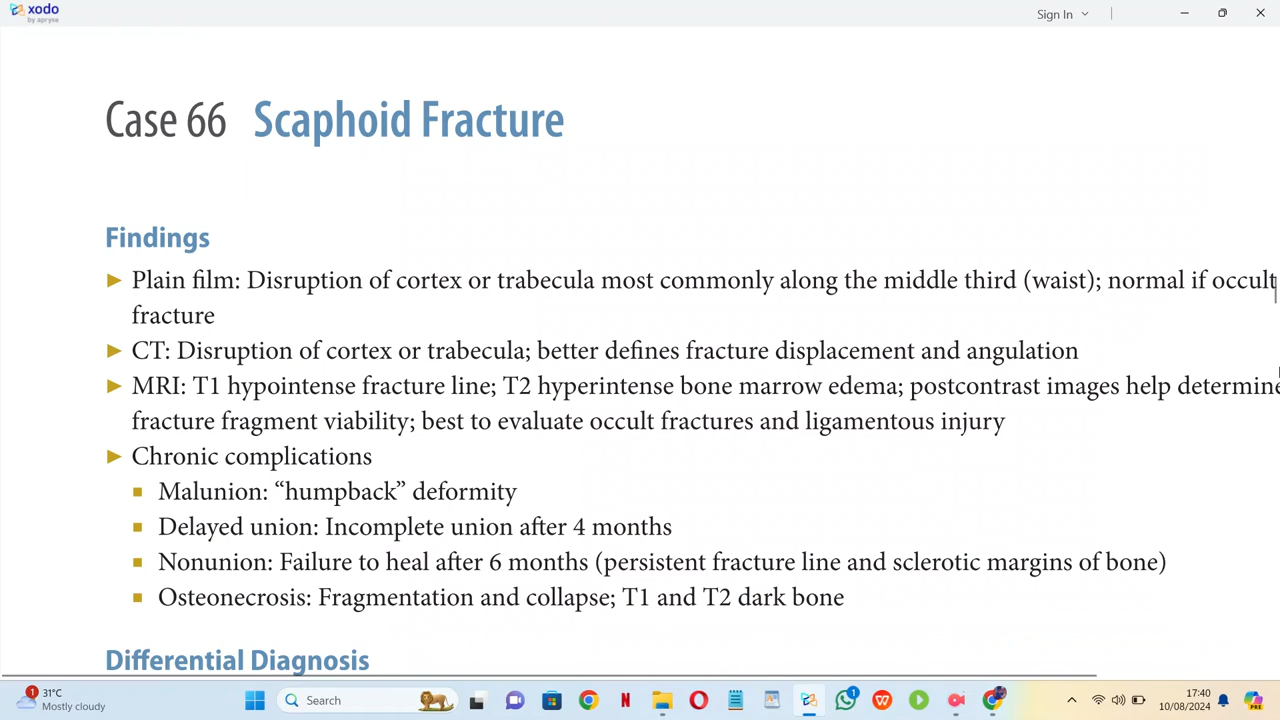 xodo
by apryse
Sign In
Case 66 Scaphoid Fracture
Findings
► Plain film: Disruption of cortex or trabecula most commonly along the middle third (waist); normal if occult
fracture
► CT: Disruption of cortex or trabecula; better defines fracture displacement and angulation
► MRI: T1 hypointense fracture line; T2 hyperintense bone marrow edema; postcontrast images help determine
fracture fragment viability; best to evaluate occult fractures and ligamentous injury
► Chronic complications
■ Malunion: “humpback” deformity
■ Delayed union: Incomplete union after 4 months
■ Nonunion: Failure to heal after 6 months (persistent fracture line and sclerotic margins of bone)
■ Osteonecrosis: Fragmentation and collapse; T1 and T2 dark bone
Differential Diagnosis
1
31°C
Mostly cloudy
Search
1
17:40
10/08/2024
PRE